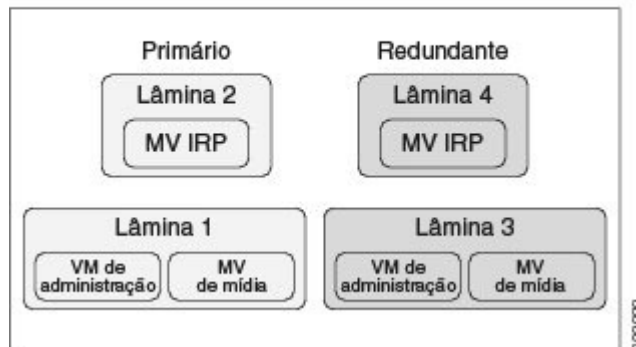 Primário
Redundante
Lâmina 2
MV IRP
Lâmina 4
MV IRP
Lâmina 1
VM de
administração
MV
de mídia
Lâmina 3
VM de
administração
MV
de mídia